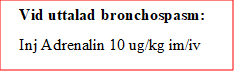 Vid uttalad bronchospasm:
Inj Adrenalin 10 ug/kg im/iv